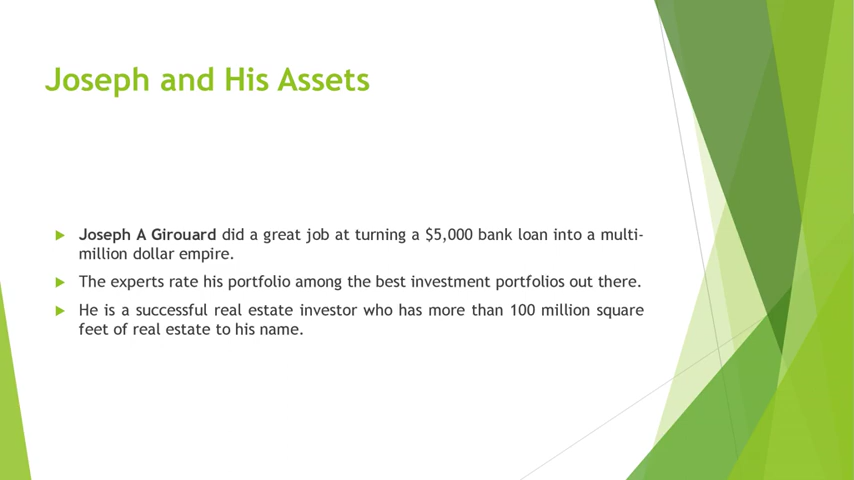 Joseph and His Assets
Joseph A Girouard did a great job at turning a $5,000 bank loan into a multi-
million dollar empire.
The experts rate his portfolio among the best investment portfolios out there.
He is a successful real estate investor who has more than 100 million square
feet of real estate to his name.